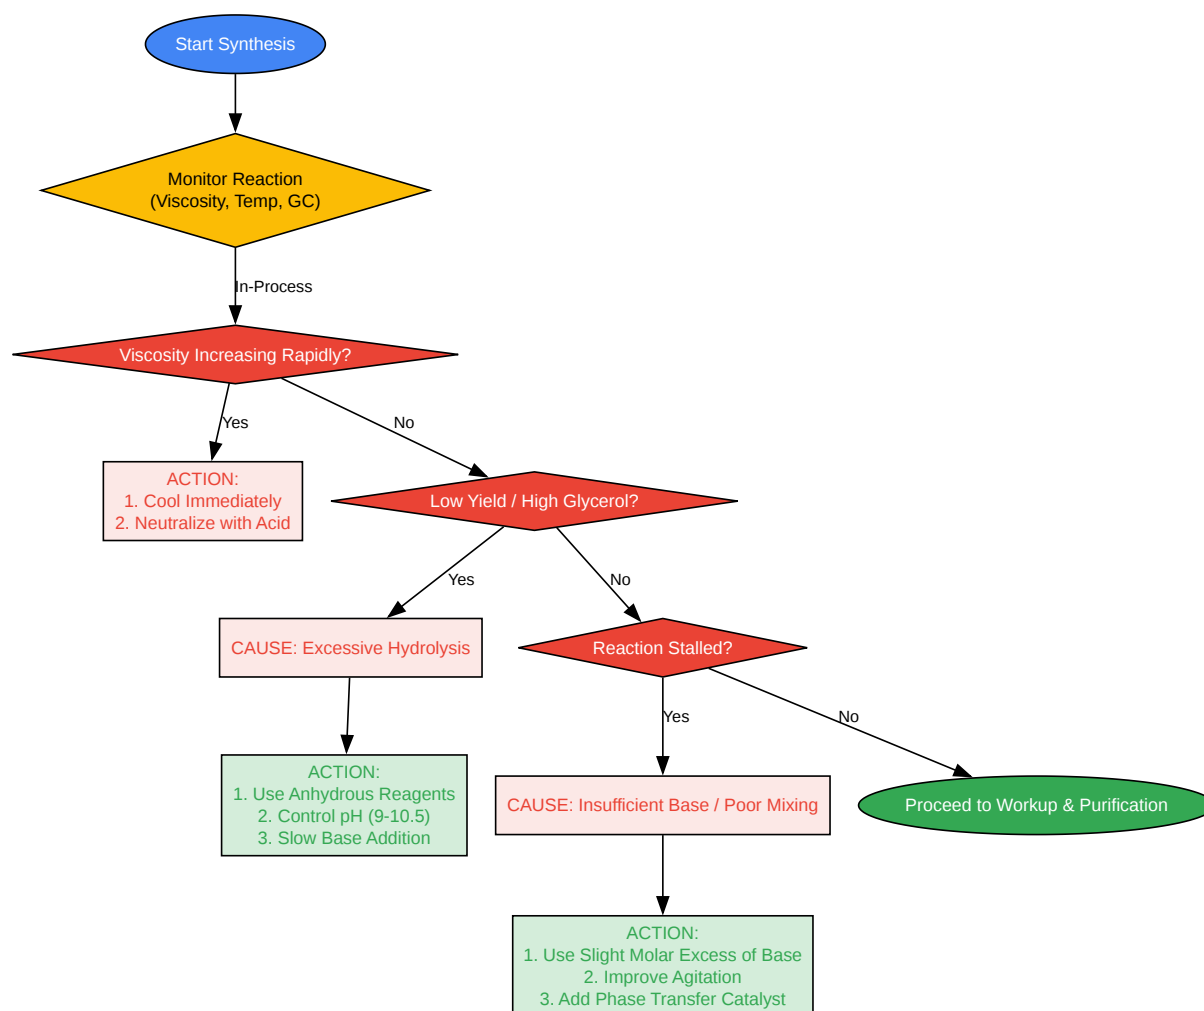 Start Synthesis
Monitor Reaction
(Viscosity, Temp, GC)
In-Process
Viscosity Increasing Rapidly?
Yes
No
ACTION:
1. Cool Immediately
2. Neutralize with Acid
Low Yield / High Glycerol?
Yes
No
CAUSE: Excessive Hydrolysis
Reaction Stalled?
Yes
No
ACTION:
1. Use Anhydrous Reagents
2. Control pH (9-10.5)
3. Slow Base Addition
CAUSE: Insufficient Base / Poor Mixing
Proceed to Workup & Purification
ACTION:
1. Use Slight Molar Excess of Base
2. Improve Agitation
3. Add Phase Transfer Catalyst